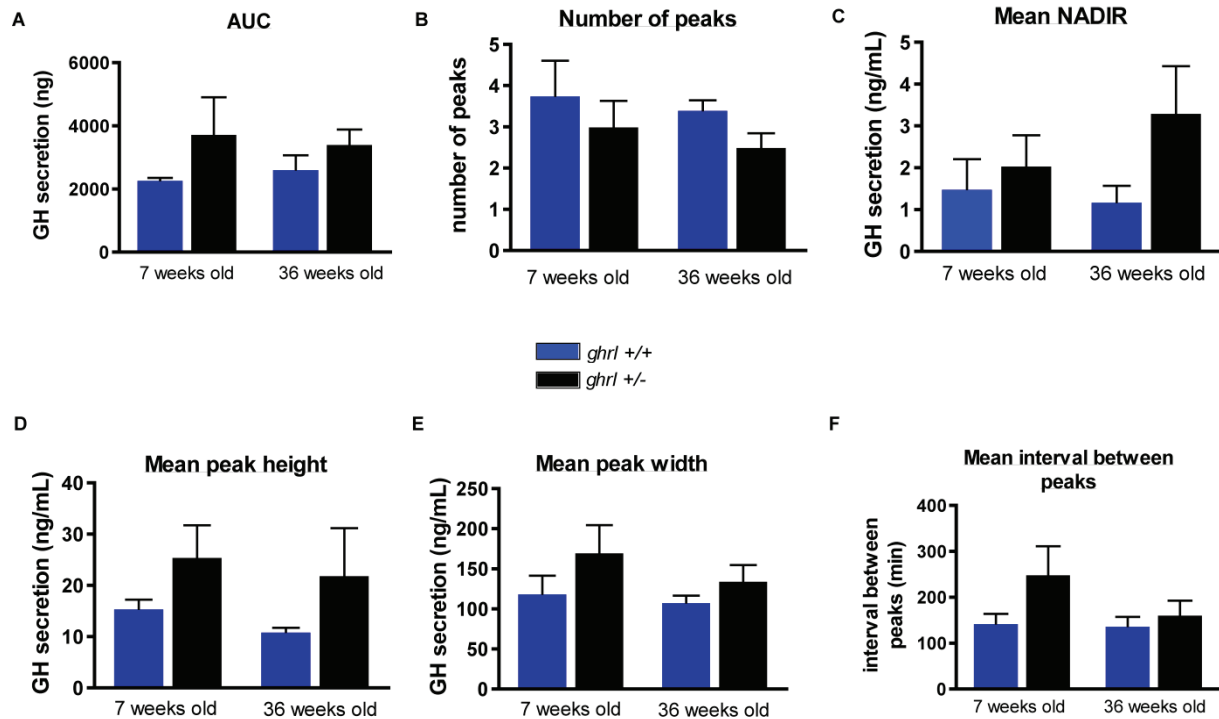 A
AUC
GH secretion (ng)
6000
4000
2000
0
7 weeks old
36 weeks old
B
Number of peaks
number of peaks
5
4
3
2
1
0
7 weeks old
36 weeks old
C
Mean NADIR
GH secretion (ng/mL)
5
4
3
2
1
0
7 weeks old
36 weeks old
ghrl +/+
ghrl +/-
D
Mean peak height
GH secretion (ng/mL)
40
30
20
10
0
7 weeks old
36 weeks old
E
Mean peak width
GH secretion (ng/mL)
250
200
150
100
50
0
7 weeks old
36 weeks old
F
Mean interval between
peaks
interval between
peaks (min)
400
300
200
100
0
7 weeks old
36 weeks old